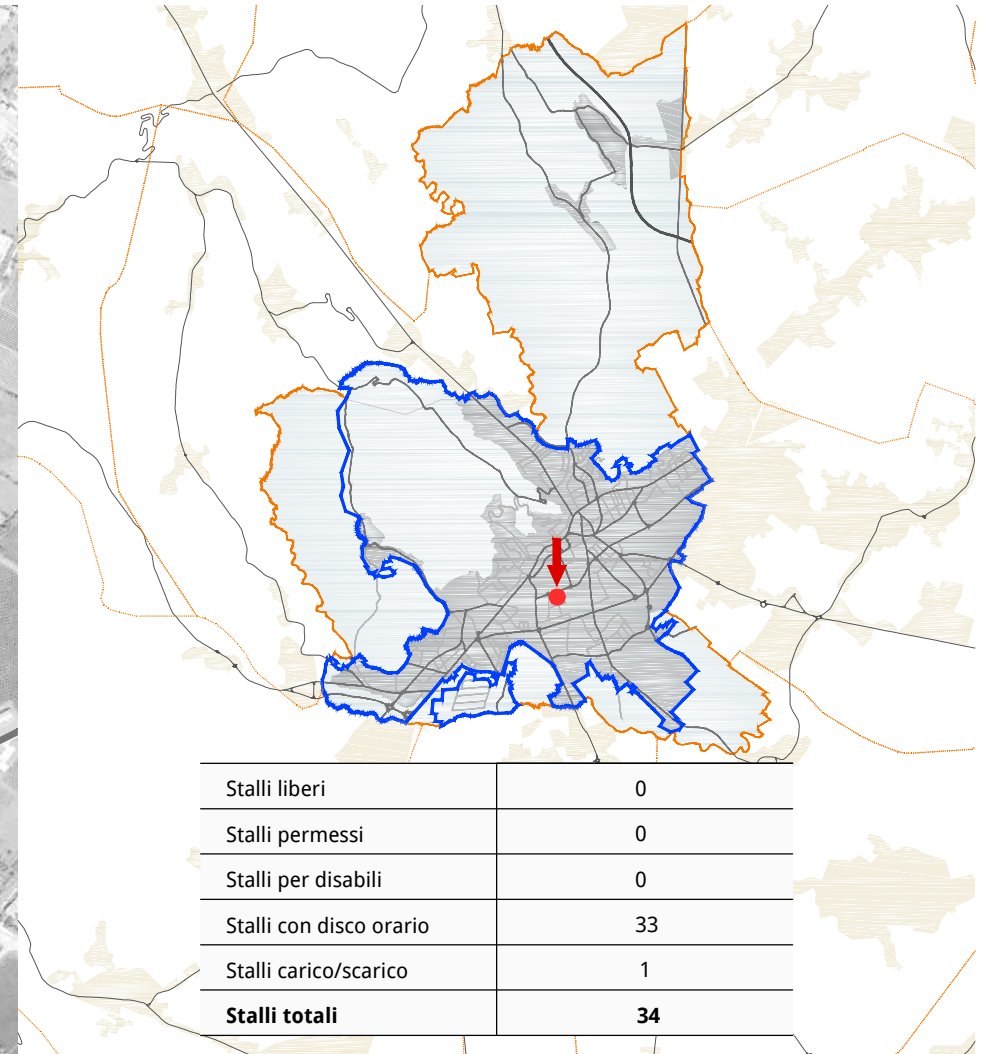 Stalli liberi 0
Stalli permessi 0
Stalli per disabili 0
Stalli con disco orario 33
Stalli carico/scarico 1
Stalli totali 34